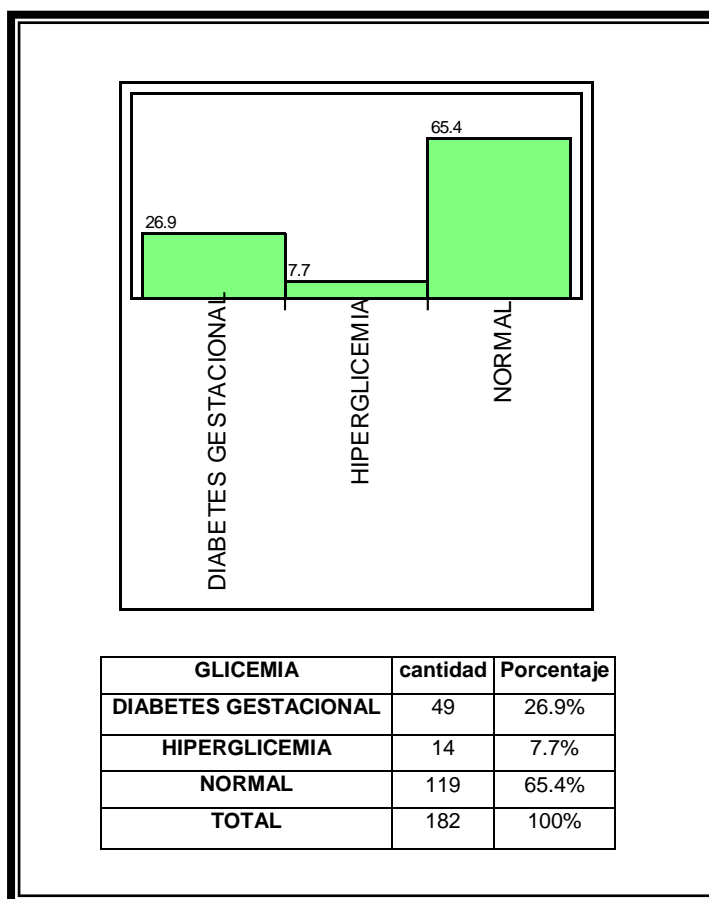 65.4
26.9
7.7
DIABETES GESTACIONAL
HIPERGLICEMIA
NORMAL
GLICEMIA cantidad Porcentaje
DIABETES GESTACIONAL 49 26.9%
HIPERGLICEMIA 14 7.7%
NORMAL 119 65.4%
TOTAL 182 100%